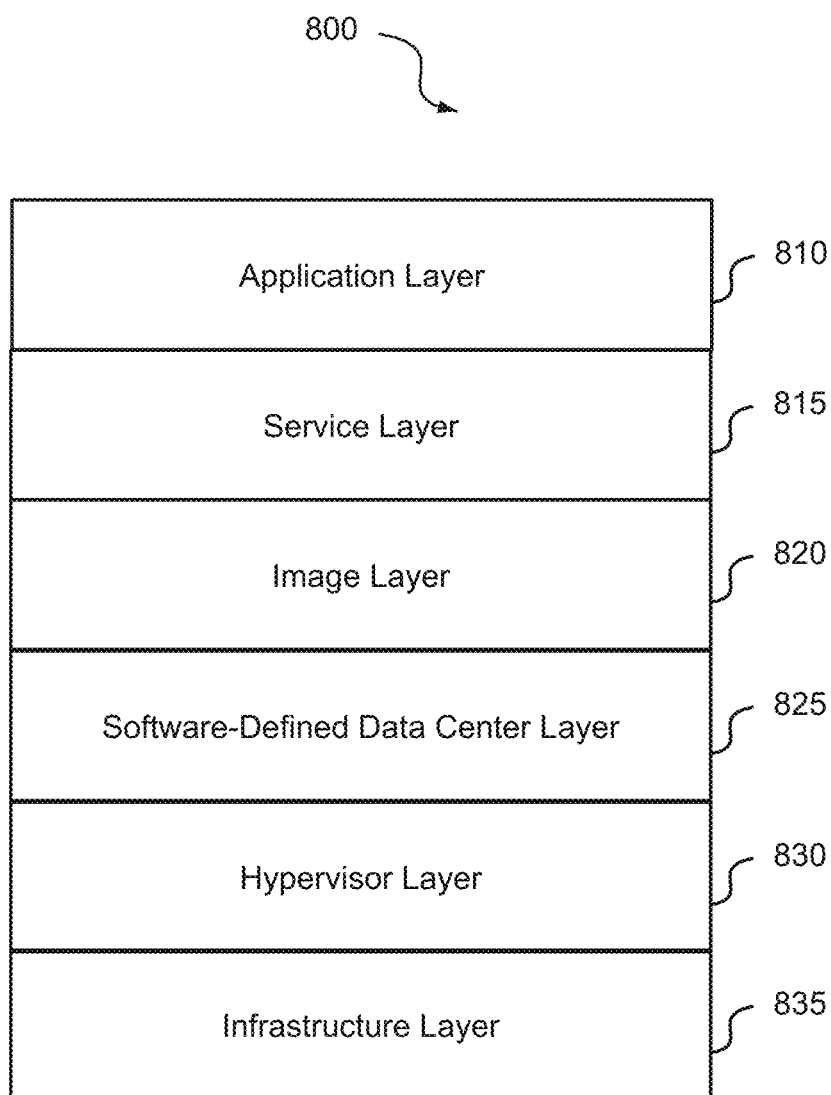 800
Application Layer
810
Service Layer
815
Image Layer
820
Software-Defined Data Center Layer
825
Hypervisor Layer
830
Infrastructure Layer
835